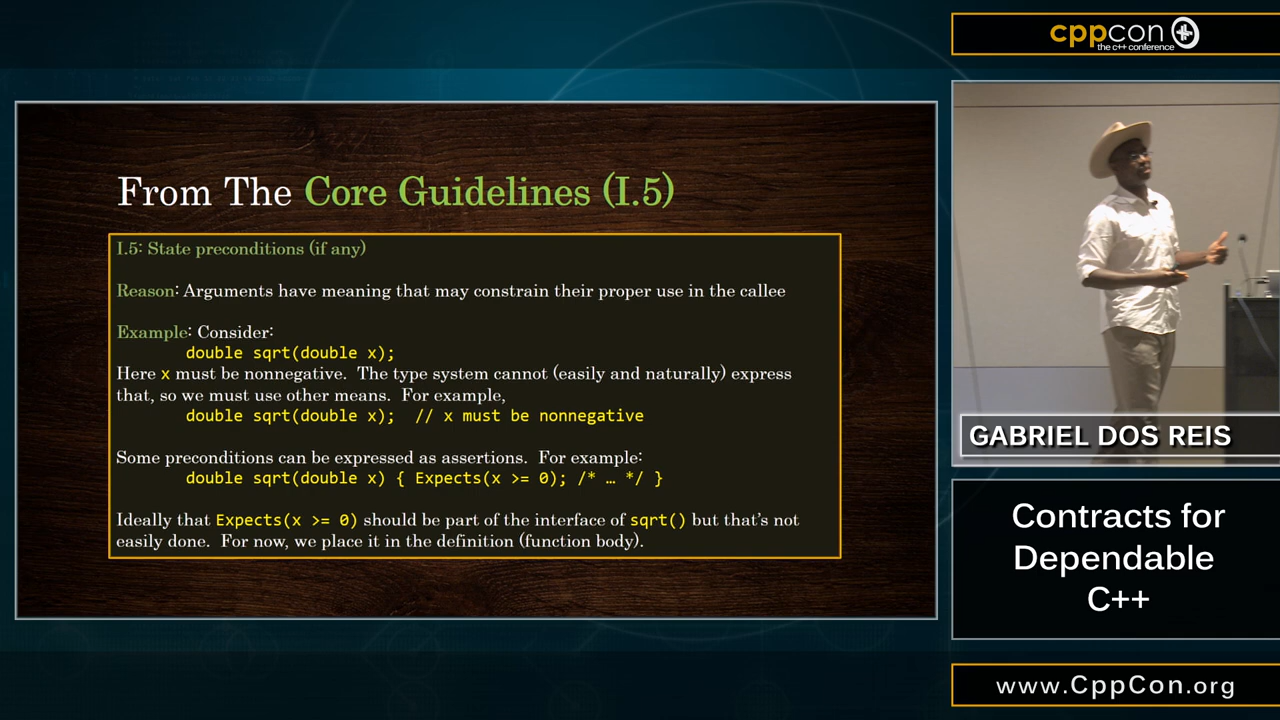 From The Core Guidelines (I.5)
I.5: State preconditions (if any)
Reason: Arguments have meaning that may constrain their proper use in the callee
Example: Consider:
double sqrt(double x);
Here x must be nonnegative.  The type system cannot (easily and naturally) express
that, so we must use other means.  For example,
double sqrt(double x);  // x must be nonnegative
Some preconditions can be expressed as assertions.  For example:
double sqrt(double x) { Expects(x >= 0); /* … */ }
Ideally that Expects(x >= 0) should be part of the interface of sqrt() but that’s not
easily done.  For now, we place it in the definition (function body).
cppcon
the c++ conference
GABRIEL DOS REIS
Contracts for
Dependable
C++
www.CppCon.org